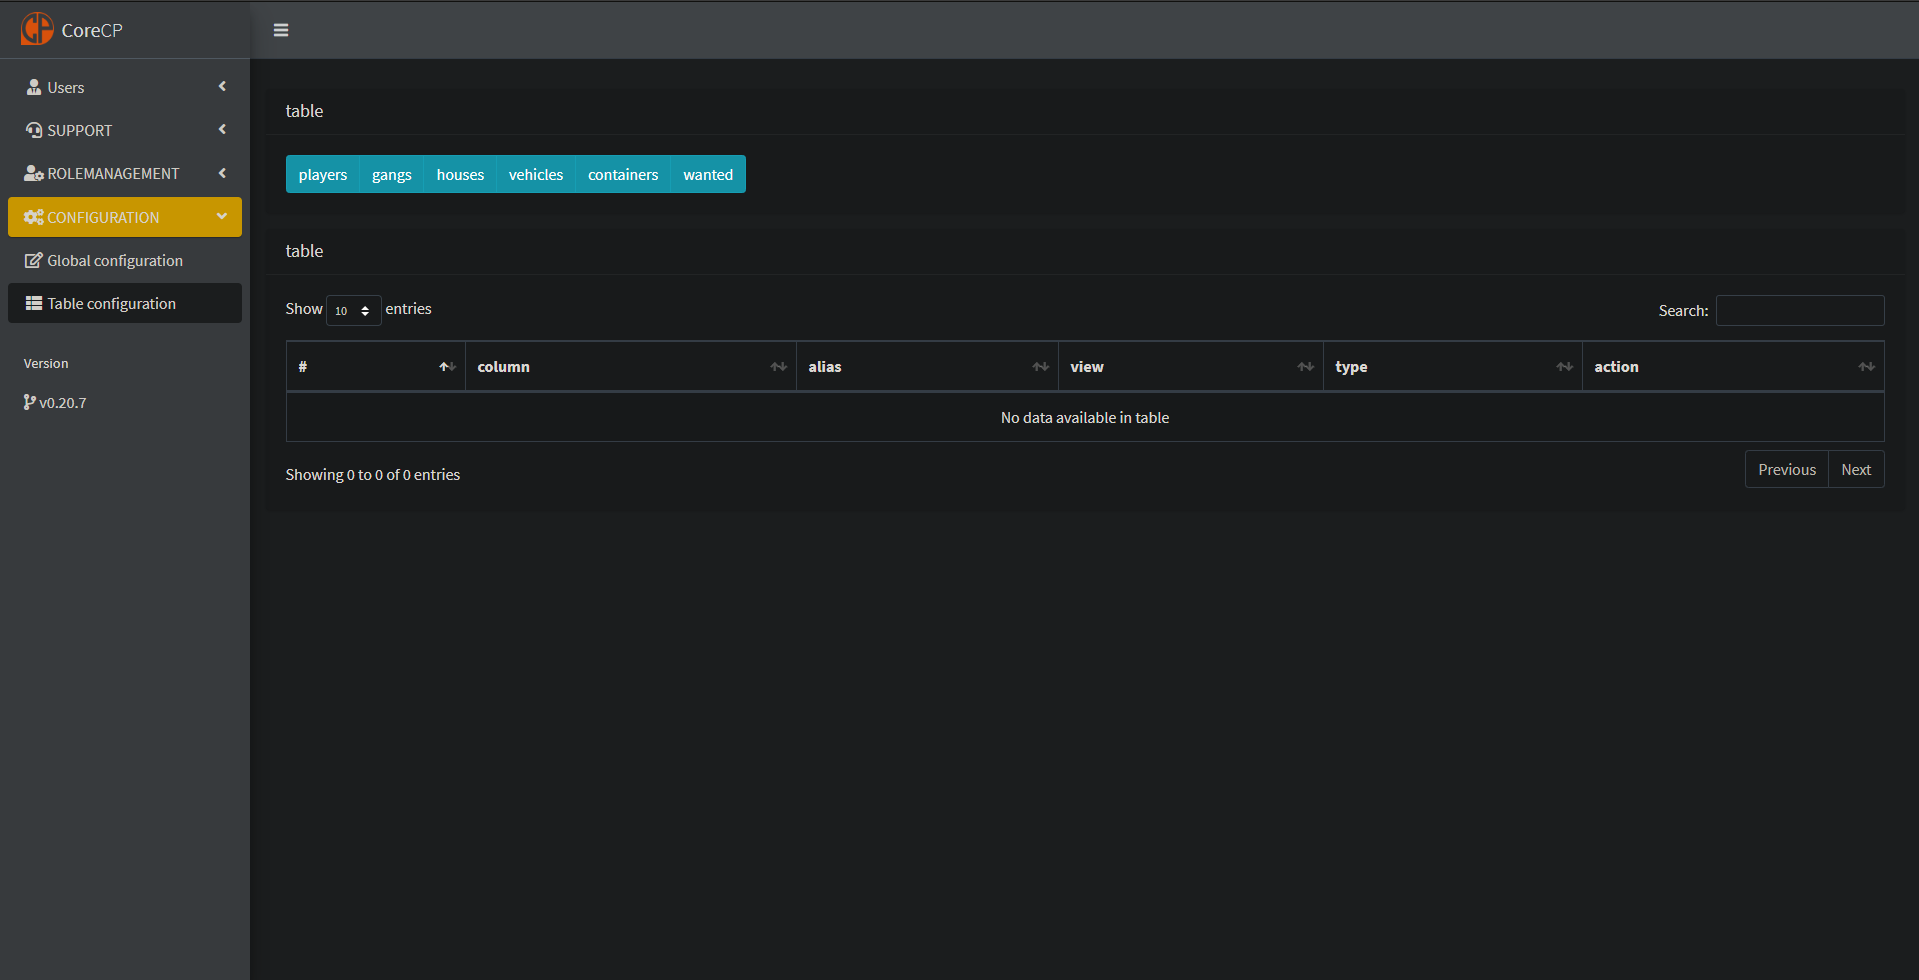 CoreCP
Users
SUPPORT
ROLEMANAGEMENT
CONFIGURATION
Global configuration
Table configuration
Version
v0.20.7
table
players gangs houses vehicles containers wanted
table
Show 10 entries
Search:
# column alias view type action
No data available in table
Showing 0 to 0 of 0 entries
Previous Next